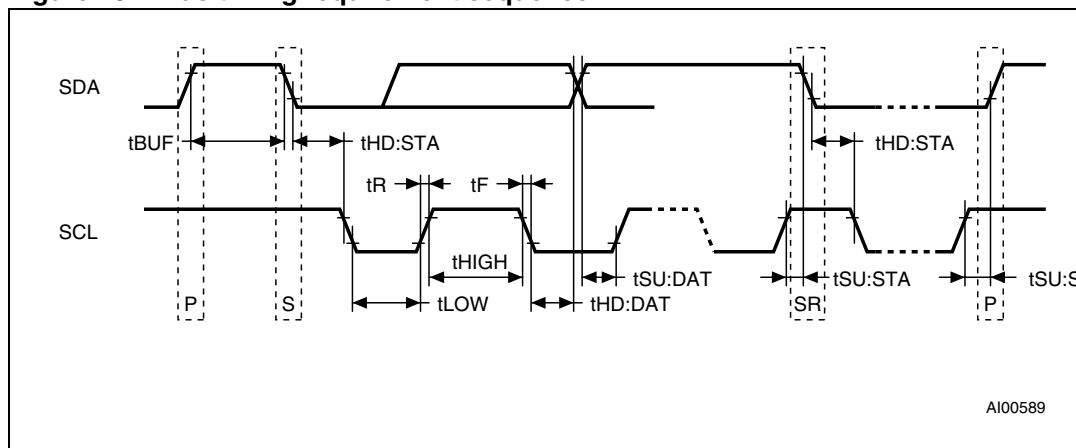 SDA
tBUF
tHD:STA
tHD:STA
tR
tF
SCL
tHIGH
tSU:DAT
tSU:STA
tSU:S
P
S
tLOW
tHD:DAT
SR
P
AI00589